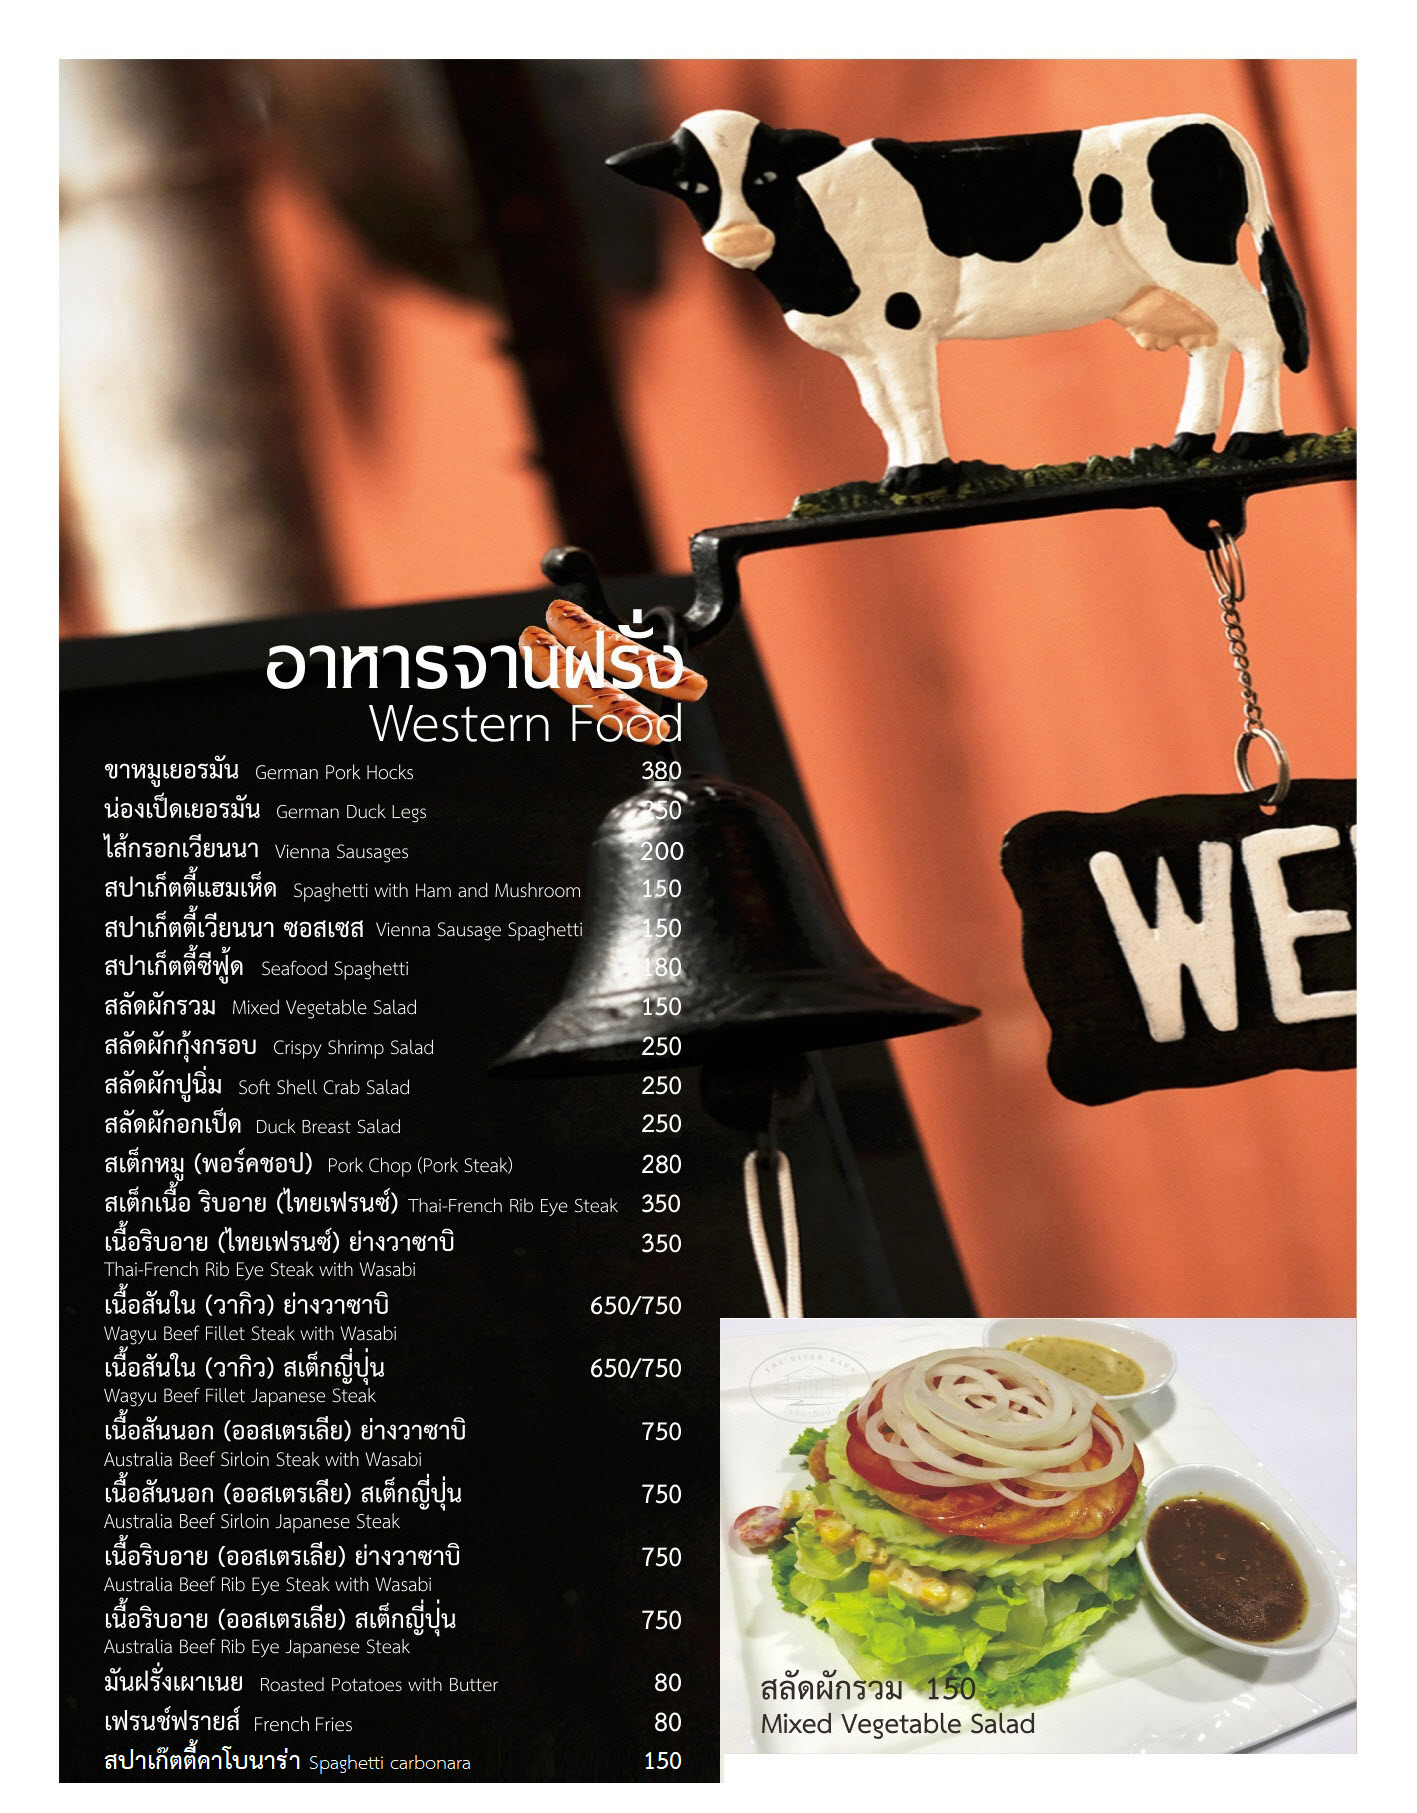 อาหารจานฝรั่ง
Western Food
ขาหมูเยอรมัน German Pork Hocks 380
น่องเป็ดเยอรมัน German Duck Legs 250
ไส้กรอกเวียนนา Vienna Sausages 200
สปาเก็ตตี้แฮมเห็ด Spaghetti with Ham and Mushroom 150
สปาเก็ตตี้เวียนนา ซอสเซส Vienna Sausage Spaghetti 150
สปาเก็ตตี้ซีฟู้ด Seafood Spaghetti 180
สลัดผักรวม Mixed Vegetable Salad 150
สลัดผักกุ้งกรอบ Crispy Shrimp Salad 250
สลัดผักปูนิ่ม Soft Shell Crab Salad 250
สลัดผักอกเป็ด Duck Breast Salad 250
สเต็กหมู (พอร์คชอป) Pork Chop (Pork Steak) 280
สเต็กเนื้อ ริบอาย (ไทยเฟรนซ์) Thai-French Rib Eye Steak 350
เนื้อริบอาย (ไทยเฟรนซ์) ย่างวาซาบิ 350
Thai-French Rib Eye Steak with Wasabi
เนื้อสันใน (วากิว) ย่างวาซาบิ 650/750
Wagyu Beef Fillet Steak with Wasabi
เนื้อสันใน (วากิว) สเต็กญี่ปุ่น 650/750
Wagyu Beef Fillet Japanese Steak
เนื้อสันนอก (ออสเตรเลีย) ย่างวาซาบิ 750
Australia Beef Sirloin Steak with Wasabi
เนื้อสันนอก (ออสเตรเลีย) สเต็กญี่ปุ่น 750
Australia Beef Sirloin Japanese Steak
เนื้อริบอาย (ออสเตรเลีย) ย่างวาซาบิ 750
Australia Beef Rib Eye Steak with Wasabi
เนื้อริบอาย (ออสเตรเลีย) สเต็กญี่ปุ่น 750
Australia Beef Rib Eye Japanese Steak
มันฝรั่งเผาเนย Roasted Potatoes with Butter 80
เฟรนช์ฟรายส์ French Fries 80
สปาเก๊ตตี้คาโบนาร่า Spaghetti carbonara 150
WE
THE RIVER BARN
สลัดผักรวม 150
Mixed Vegetable Salad